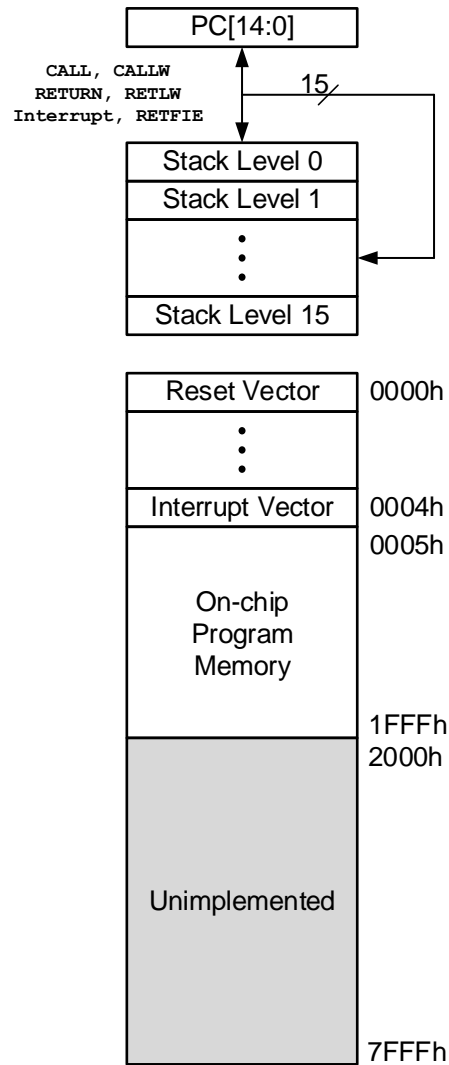 PC[14:0]
CALL, CALLW
RETURN, RETLW
Interrupt, RETFIE
15
Stack Level 0
Stack Level 1
Stack Level 15
Reset Vector
0000h
Interrupt Vector
0004h
0005h
On-chip
Program
Memory
1FFFh
2000h
Unimplemented
7FFFh